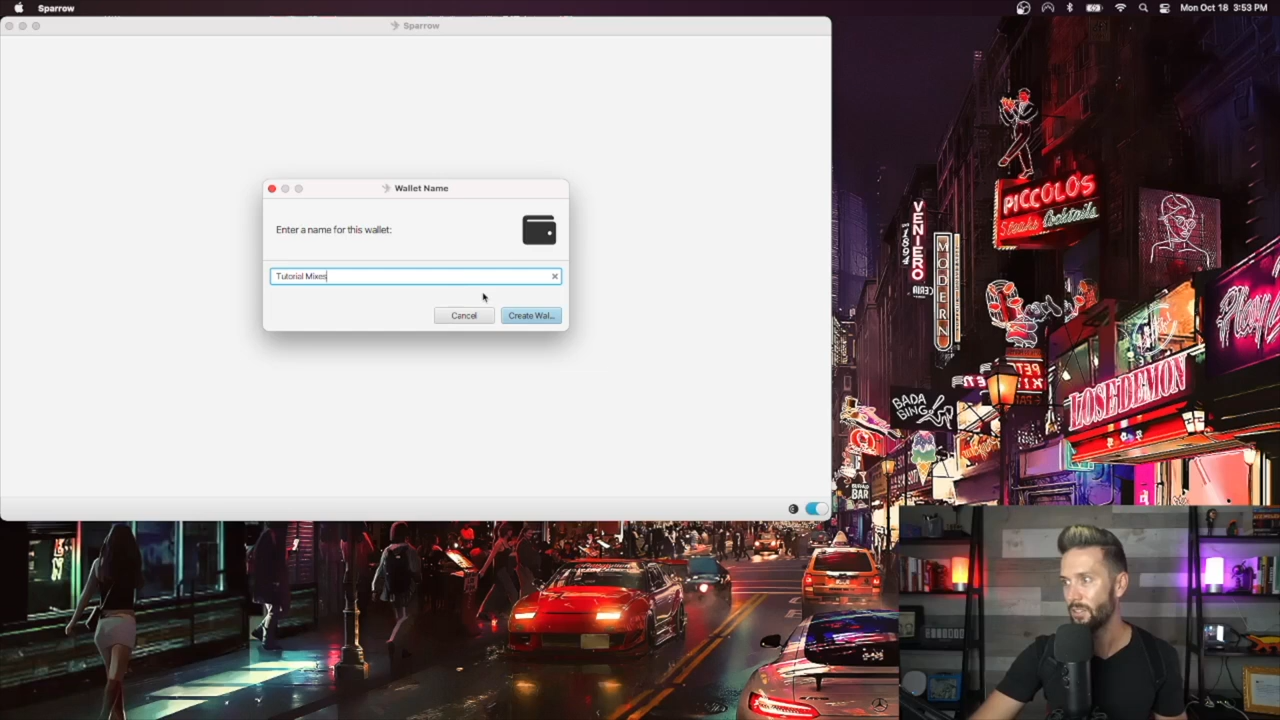 Sparrow
Mon Oct 18 3:53 PM
Sparrow
Wallet Name
Enter a name for this wallet:
Tutorial Mixes
Cancel
Create Wal...
PICCOLO'S
Steaks Cocktails
VENIERO
MODERN
BADA
BING
LOSE DEMON
BAR